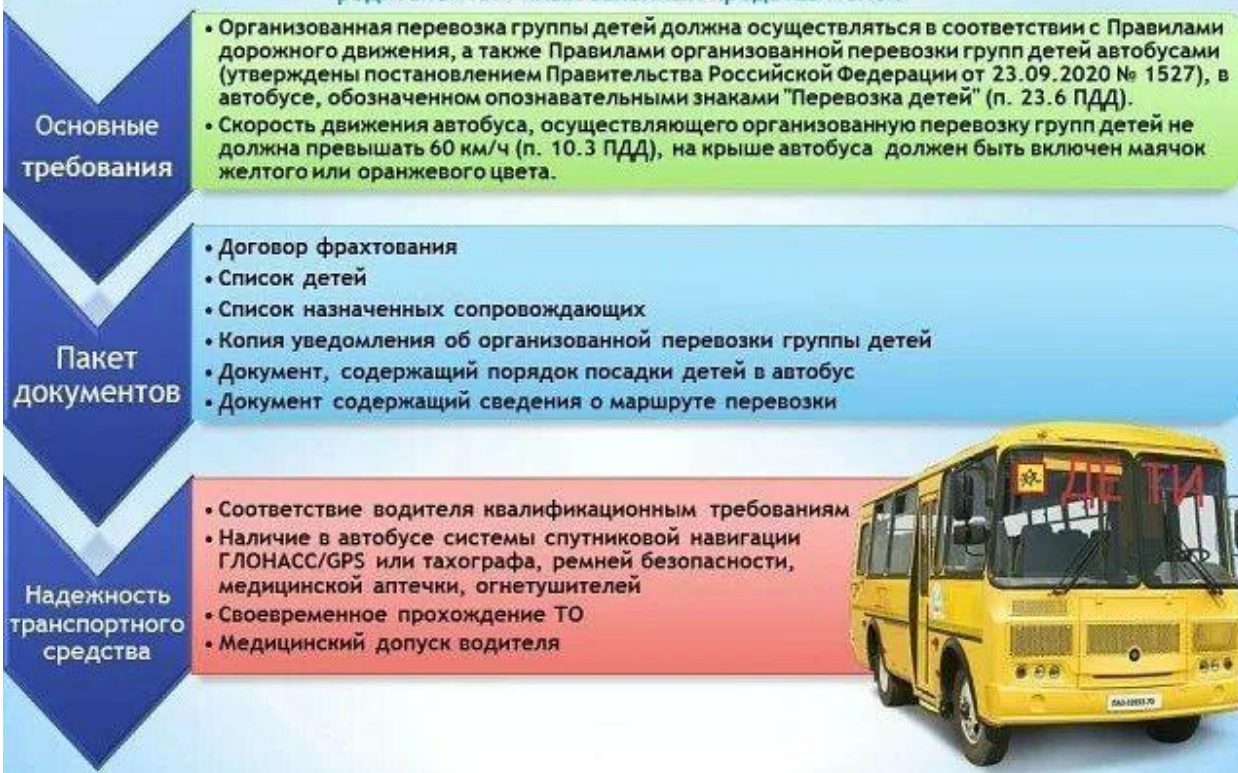 Основные
требования
• Организованная перевозка группы детей должна осуществляться в соответствии с Правилами
дорожного движения, а также Правилами организованной перевозки групп детей автобусами
(утверждены постановлением Правительства Российской Федерации от 23.09.2020 № 1527), в
автобусе, обозначенном опознавательными знаками "Перевозка детей" (п. 23.6 ПДД).
• Скорость движения автобуса, осуществляющего организованную перевозку групп детей не
должна превышать 60 км/ч (п. 10.3 ПДД), на крыше автобуса должен быть включен маячок
желтого или оранжевого цвета.
Пакет
документов
• Договор фрахтования
• Список детей
• Список назначенных сопровождающих
• Копия уведомления об организованной перевозки группы детей
• Документ, содержащий порядок посадки детей в автобус
• Документ содержащий сведения о маршруте перевозки
Надежность
транспортного
средства
• Соответствие водителя квалификационным требованиям
• Наличие в автобусе системы спутниковой навигации
ГЛОНАСС/GPS или тахографа, ремней безопасности,
медицинской аптечки, огнетушителей
• Своевременное прохождение ТО
• Медицинский допуск водителя
ДЕТИ